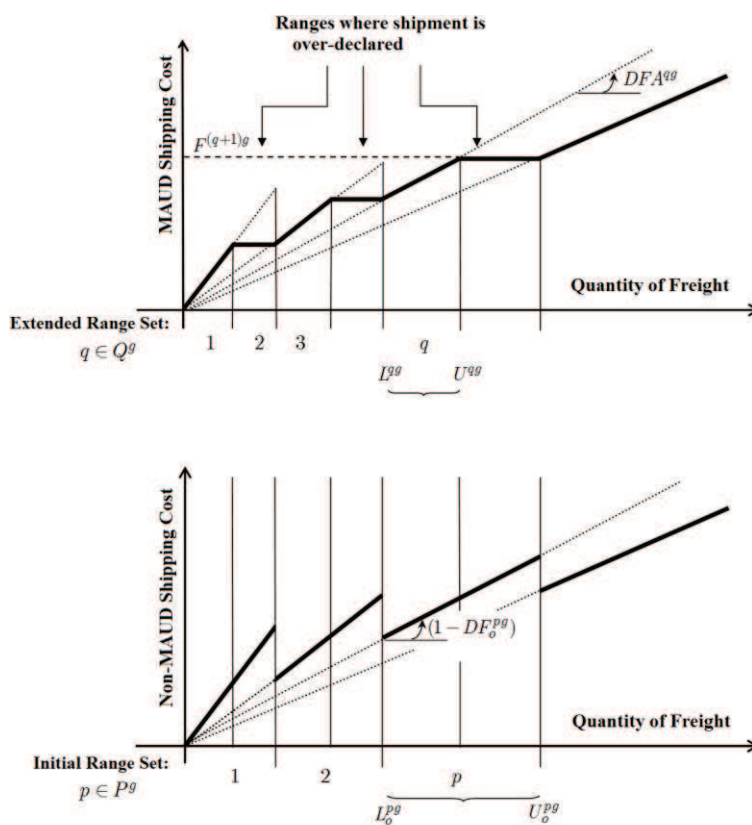 Ranges where shipment is
over-declared
MAUD Shipping Cost
DFA^{qg}
F^{(q+1)g}
Quantity of Freight
Extended Range Set:
q ∈ Q^g
1 2 3 q
L^{qg} U^{qg}
Non-MAUD Shipping Cost
(1 − DF_o^{pg})
Quantity of Freight
Initial Range Set:
p ∈ P^g
1 2 p
L_o^{pg} U_o^{pg}